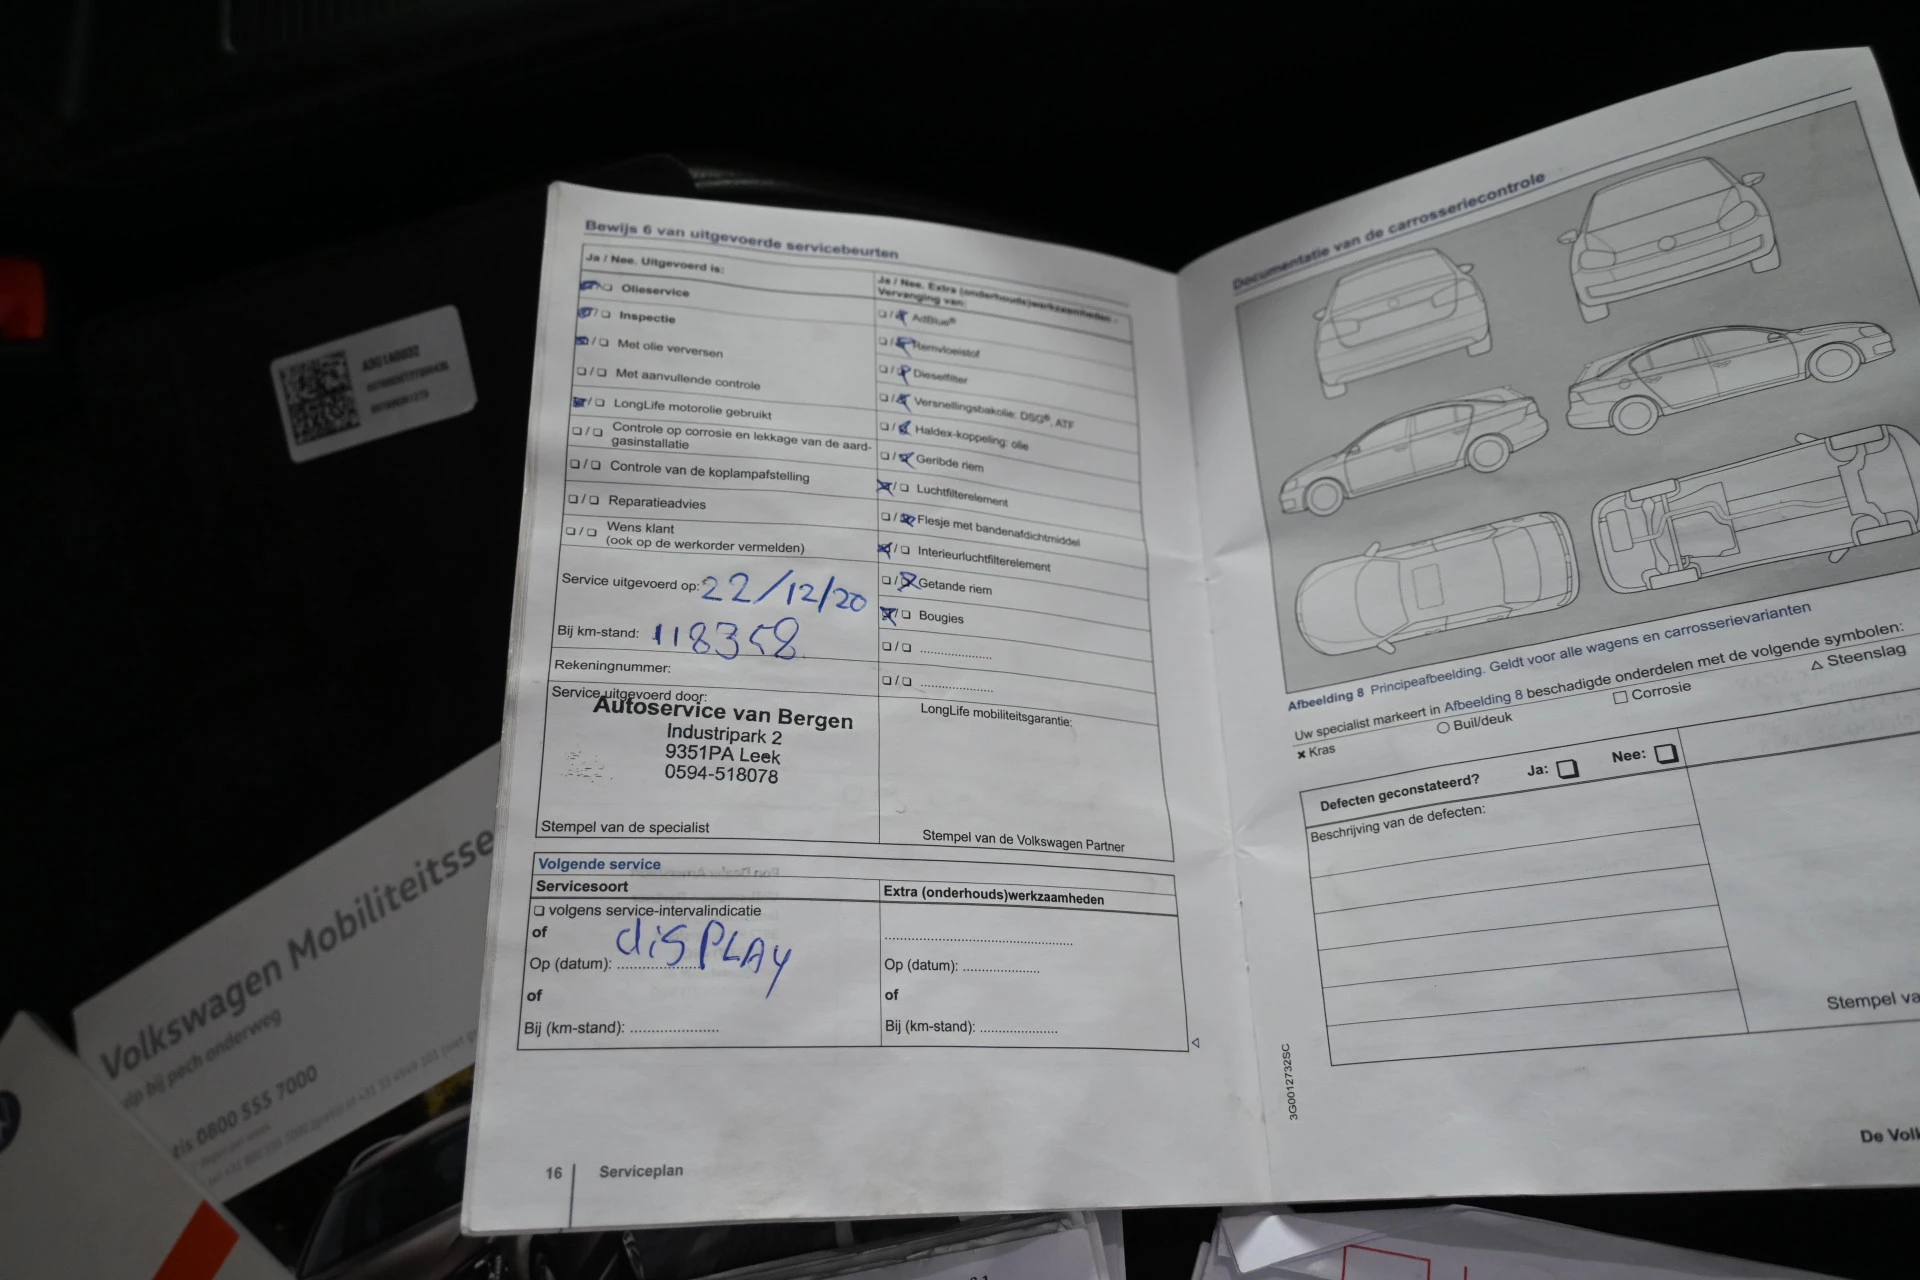 Bewijs 6 van uitgevoerde servicebeurten
Ja / Nee. Uitgevoerd is:
Olieservice
Inspectie
Met olie verversen
Met aanvullende controle
LongLife motorolie gebruikt
Controle op corrosie en lekkage van de aard-
gasinstallatie
Controle van de koplampafstelling
Reparatieadvies
Wens klant
(ook op de werkorder vermelden)
Service uitgevoerd op: 22/12/20
Bij km-stand: 118358
Rekeningnummer:
Service uitgevoerd door:
Autoservice van Bergen
Industripark 2
9351PA Leek
0594-518078
Stempel van de specialist
Ja / Nee. Extra (onderhouds)werkzaamheden -
Vervanging van:
AdBlue®
Remvloeistof
Dieselfilter
Versnellingsbakolie: DSG®, ATF
Haldex-koppeling: olie
Geribde riem
Luchtfilterelement
Flesje met bandenafdichtmiddel
Interieurluchtfilterelement
Getande riem
Bougies
LongLife mobiliteitsgarantie:
Stempel van de Volkswagen Partner
Volgende service
Servicesoort
volgens service-intervalindicatie
of
display
Op (datum):
of
Bij (km-stand):
Extra (onderhouds)werkzaamheden
Op (datum):
of
Bij (km-stand):
16 Serviceplan
Documentatie van de carrosseriecontrole
Afbeelding 8 Principeafbeelding. Geldt voor alle wagens en carrosserievarianten
Uw specialist markeert in Afbeelding 8 beschadigde onderdelen met de volgende symbolen:
Kras
Buil/deuk
Corrosie
Steenslag
Defecten geconstateerd? Ja: Nee:
Beschrijving van de defecten:
Stempel va
3G0012732SC
De Volk
Volkswagen Mobiliteitsse
lp bij pech onderweg
tis 0800 555 7000